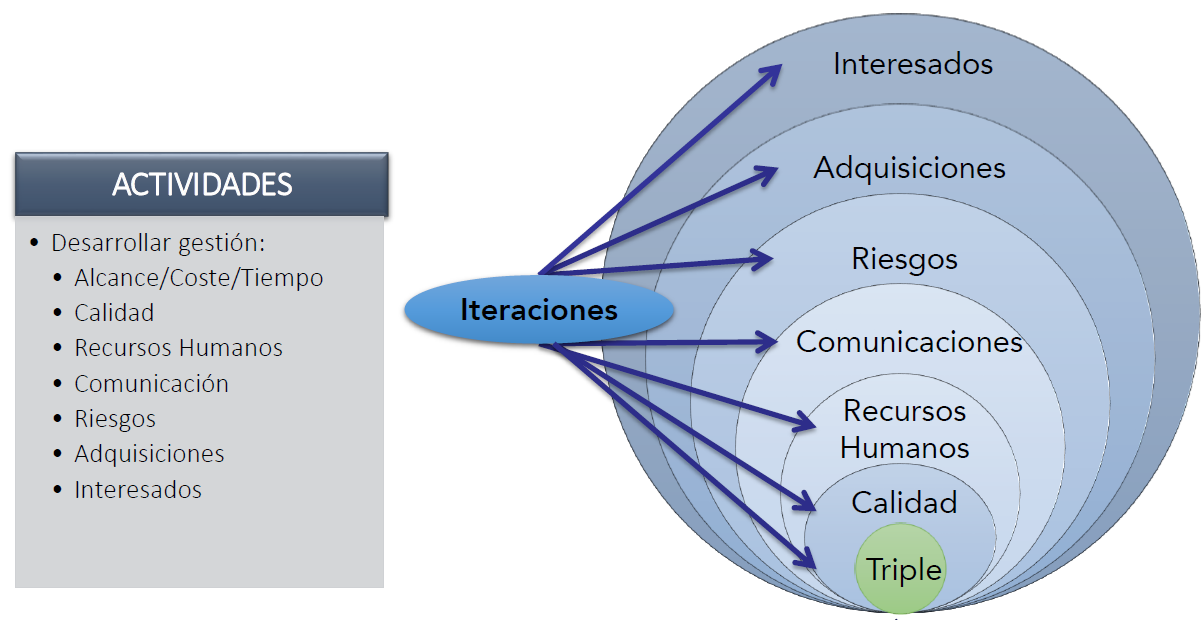 ACTIVIDADES
• Desarrollar gestión:
• Alcance/Coste/Tiempo
• Calidad
• Recursos Humanos
• Comunicación
• Riesgos
• Adquisiciones
• Interesados
Iteraciones
Interesados
Adquisiciones
Riesgos
Comunicaciones
Recursos
Humanos
Calidad
Triple